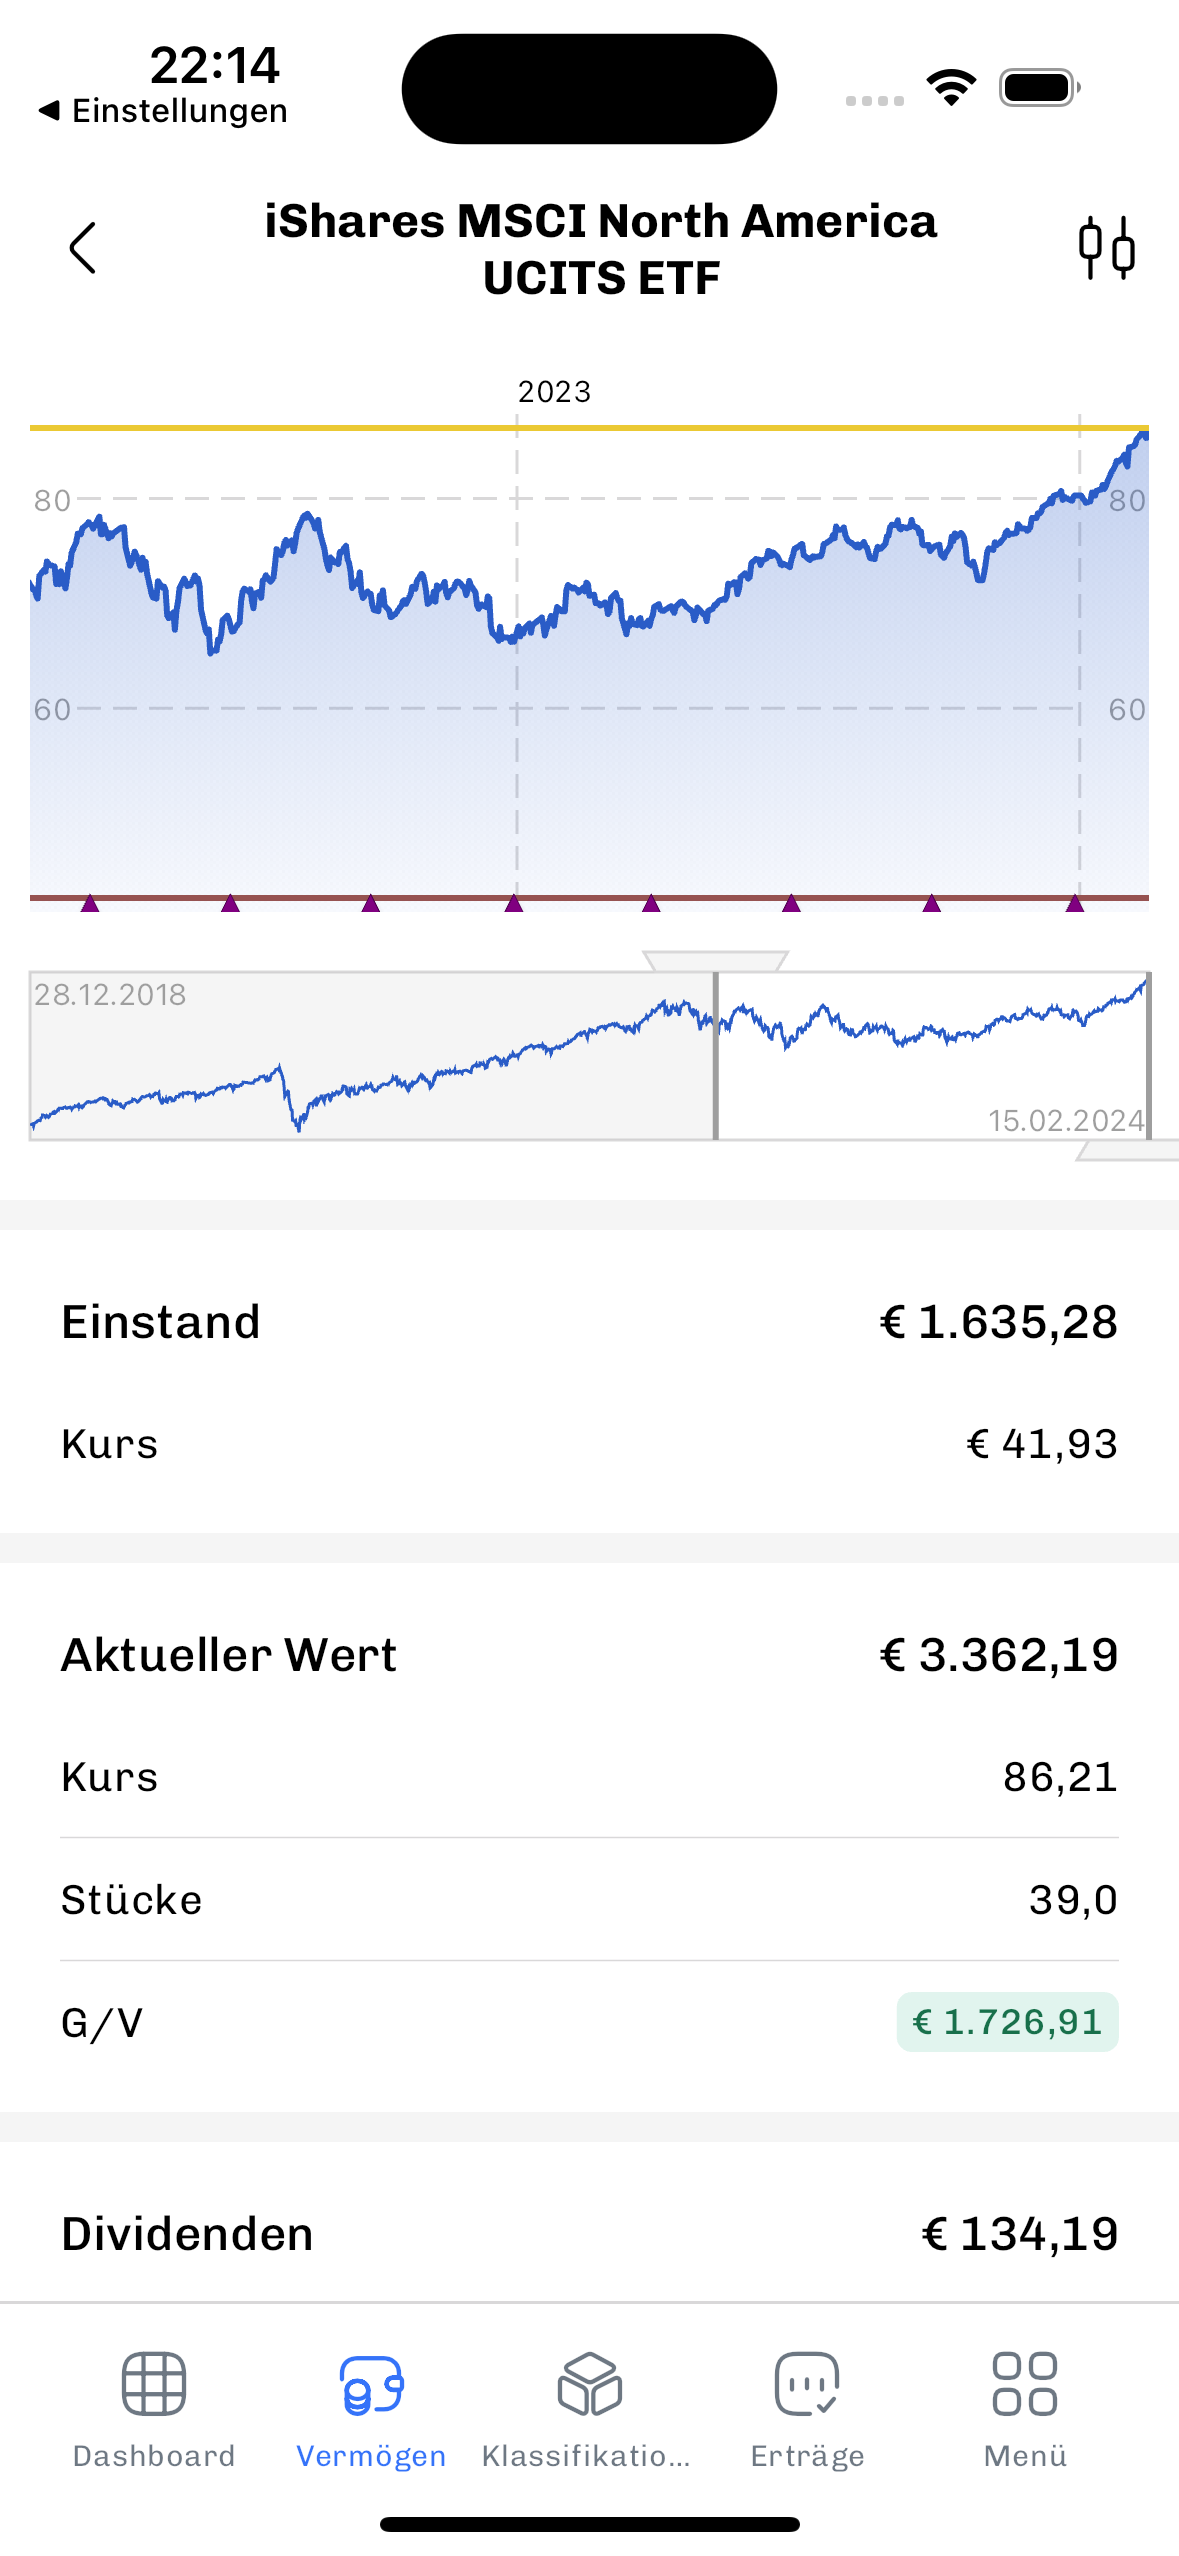 22:14
Einstellungen
iShares MSCI North America
UCITS ETF
2023
80
80
60
60
28.12.2018
15.02.2024
Einstand € 1.635,28
Kurs € 41,93
Aktueller Wert € 3.362,19
Kurs 86,21
Stücke 39,0
G/V € 1.726,91
Dividenden € 134,19
Dashboard Vermögen Klassifikatio... Erträge Menü